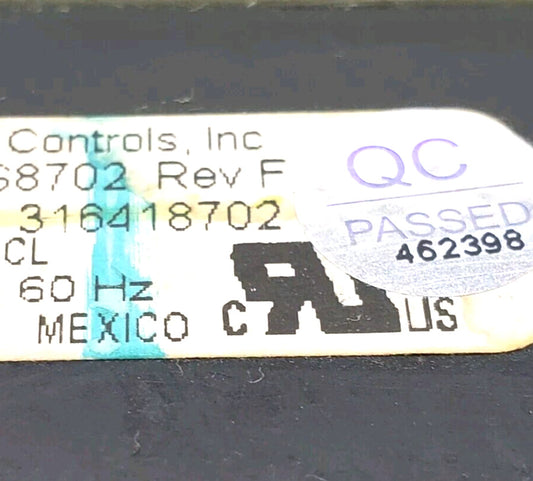 Controls, Inc
68702 Rev F
316418702
CL
60 Hz
MEXICO C US
QC
PASSED
462398